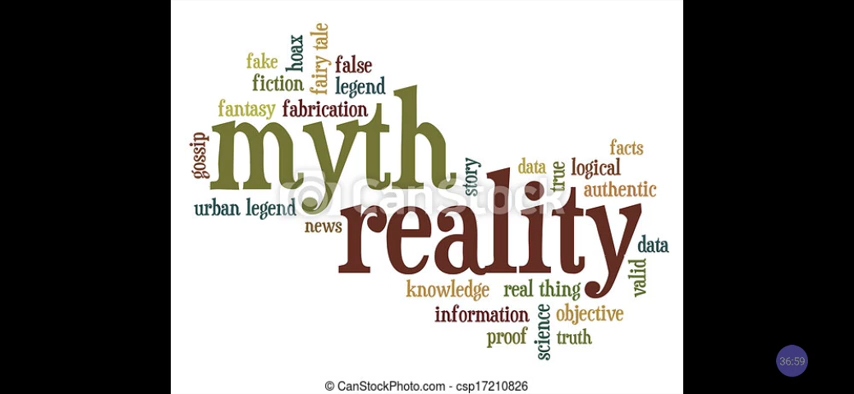 fake
hoax
fairy tale
false
fiction
legend
fantasy
fabrication
gossip
myth
urban legend
story
news
CanStock
facts
data
true
logical
authentic
reality
data
valid
knowledge
real thing
information
science
objective
proof
truth
© CanStockPhoto.com - csp17210826
36:59